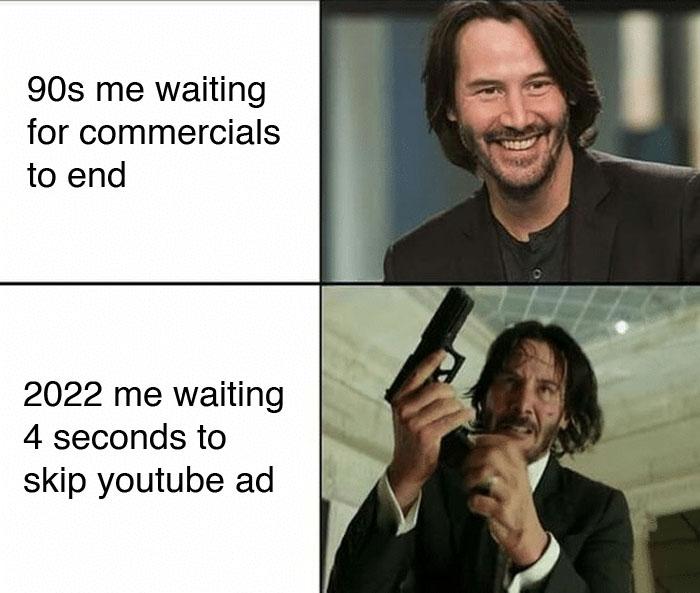 90s me waiting
for commercials
to end
2022 me waiting
4 seconds to
skip youtube ad